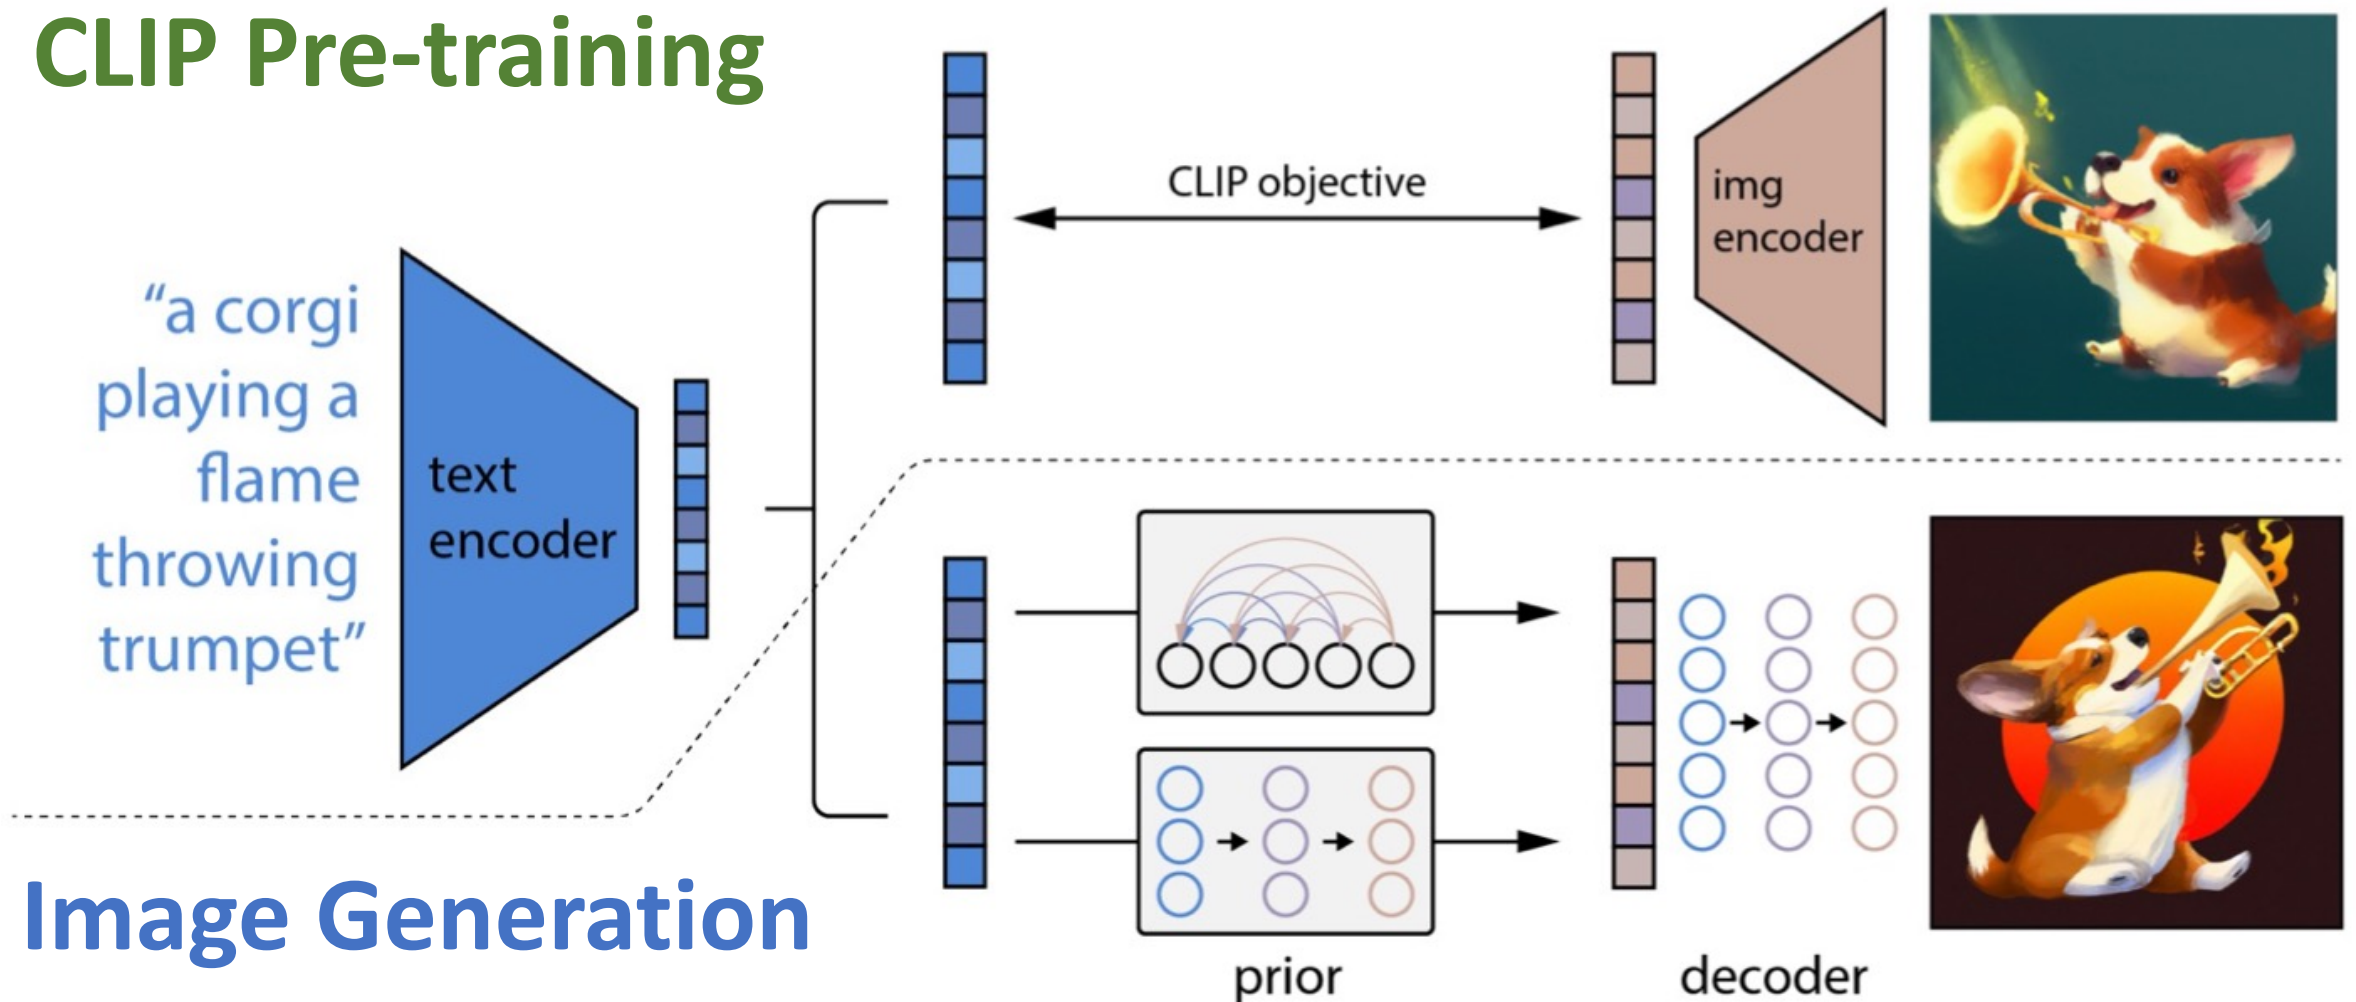 CLIP Pre-training
“a corgi
playing a
flame
throwing
trumpet”
text
encoder
CLIP objective
img
encoder
Image Generation
prior
decoder